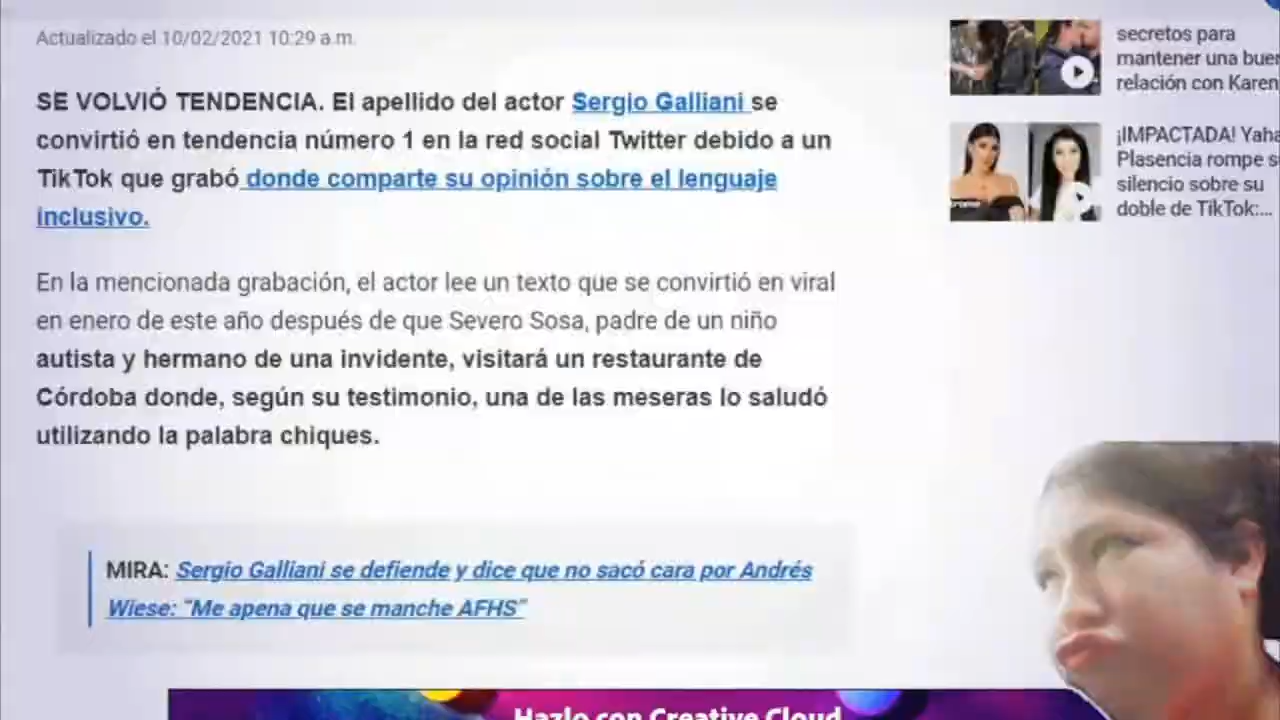 Actualizado el 10/02/2021 10:29 a.m.
SE VOLVIÓ TENDENCIA. El apellido del actor Sergio Galliani se
convirtió en tendencia número 1 en la red social Twitter debido a un
TikTok que grabó donde comparte su opinión sobre el lenguaje
inclusivo.
En la mencionada grabación, el actor lee un texto que se convirtió en viral
en enero de este año después de que Severo Sosa, padre de un niño
autista y hermano de una invidente, visitará un restaurante de
Córdoba donde, según su testimonio, una de las meseras lo saludó
utilizando la palabra chiques.
MIRA: Sergio Galliani se defiende y dice que no sacó cara por Andrés
Wiese: “Me apena que se manche AFHS”
secretos para
mantener una buen
relación con Karen
¡IMPACTADA! Yaha
Plasencia rompe s
silencio sobre su
doble de TikTok:...
Hazlo con Creative Cloud